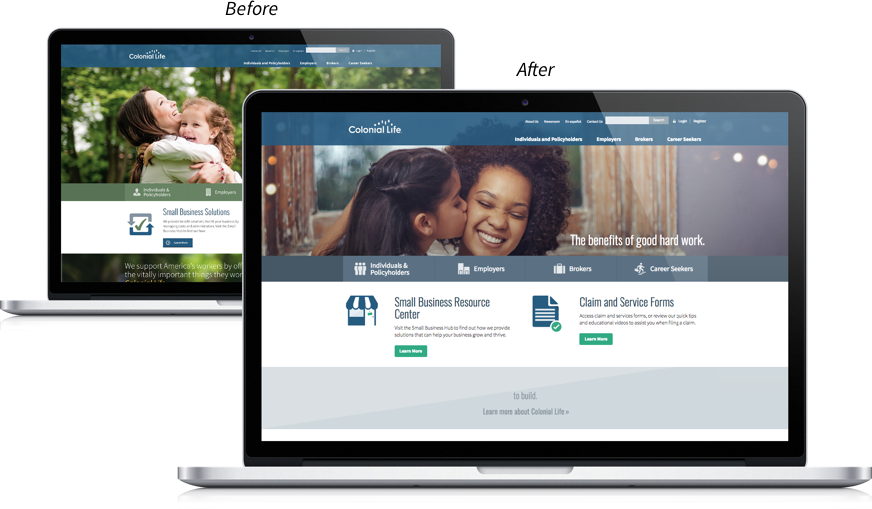 Before
After
Colonial Life
Search
Login
Register
Individuals and Policyholders
Employers
Brokers
Career Seekers
Individuals &
Policyholders
Employers
Small Business Solutions
Learn More
We support America's workers by
the vitally important things they
Colonial Life
About Us
Newsroom
En español
Contact Us
Search
Login
Register
Colonial Life
Individuals and Policyholders
Employers
Brokers
Career Seekers
The benefits of good hard work.
Individuals &
Policyholders
Employers
Brokers
Career Seekers
Small Business Resource
Center
Visit the Small Business Hub to find out how we provide
solutions that can help your business grow and thrive.
Learn More
Claim and Service Forms
Access claim and services forms, or review our quick tips
and educational videos to assist you when filing a claim.
Learn More
to build.
Learn more about Colonial Life »